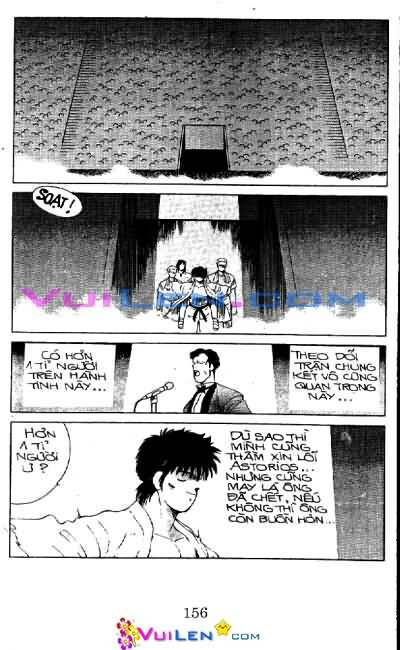 SOẠT!
VuiLen.com
CÓ HƠN
1 TỈ NGƯỜI
TRÊN HÀNH
TINH NÀY...
THEO DÕI
TRẬN CHUNG
KẾT VÔ CÙNG
QUAN TRỌNG
NÀY...
HƠN
1 TỈ
NGƯỜI
Ư?
DÙ SAO THÌ
MÌNH CŨNG
THẦM XIN LỖI
ASTORIOS...
NHƯNG CŨNG
MAY LÀ ÔNG
ĐÃ CHẾT, NẾU
KHÔNG THÌ ÔNG
CÒN BUỒN HƠN...
156
VuiLen.com